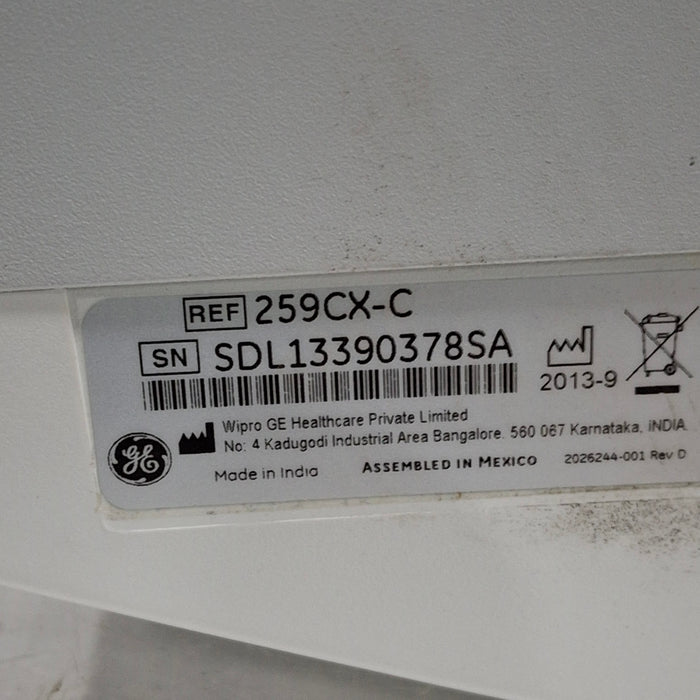 REF 259CX-C
SN SDL13390378SA
2013-9
Wipro GE Healthcare Private Limited
No: 4 Kadugodi Industrial Area Bangalore. 560 067 Karnataka, INDIA
GE
Made in India ASSEMBLED IN MEXICO 2026244-001 Rev D